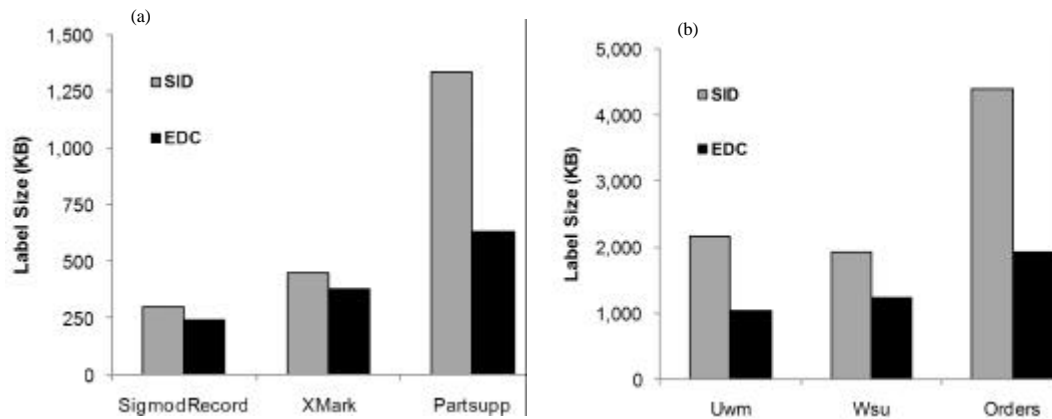 (a)
1,500
1,250
1,000
750
500
250
0
Label Size (KB)
SID
EDC
SigmodRecord XMark Partsupp
(b)
5,000
4,000
3,000
2,000
1,000
0
Label Size (KB)
SID
EDC
Uwm Wsu Orders